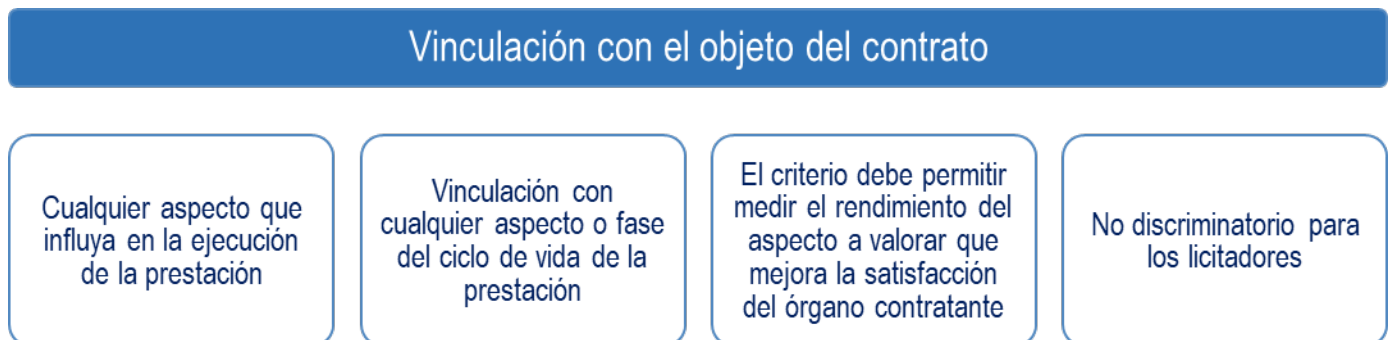 Vinculación con el objeto del contrato
Cualquier aspecto que
influya en la ejecución
de la prestación
Vinculación con
cualquier aspecto o fase
del ciclo de vida de la
prestación
El criterio debe permitir
medir el rendimiento del
aspecto a valorar que
mejora la satisfacción
del órgano contratante
No discriminatorio para
los licitadores